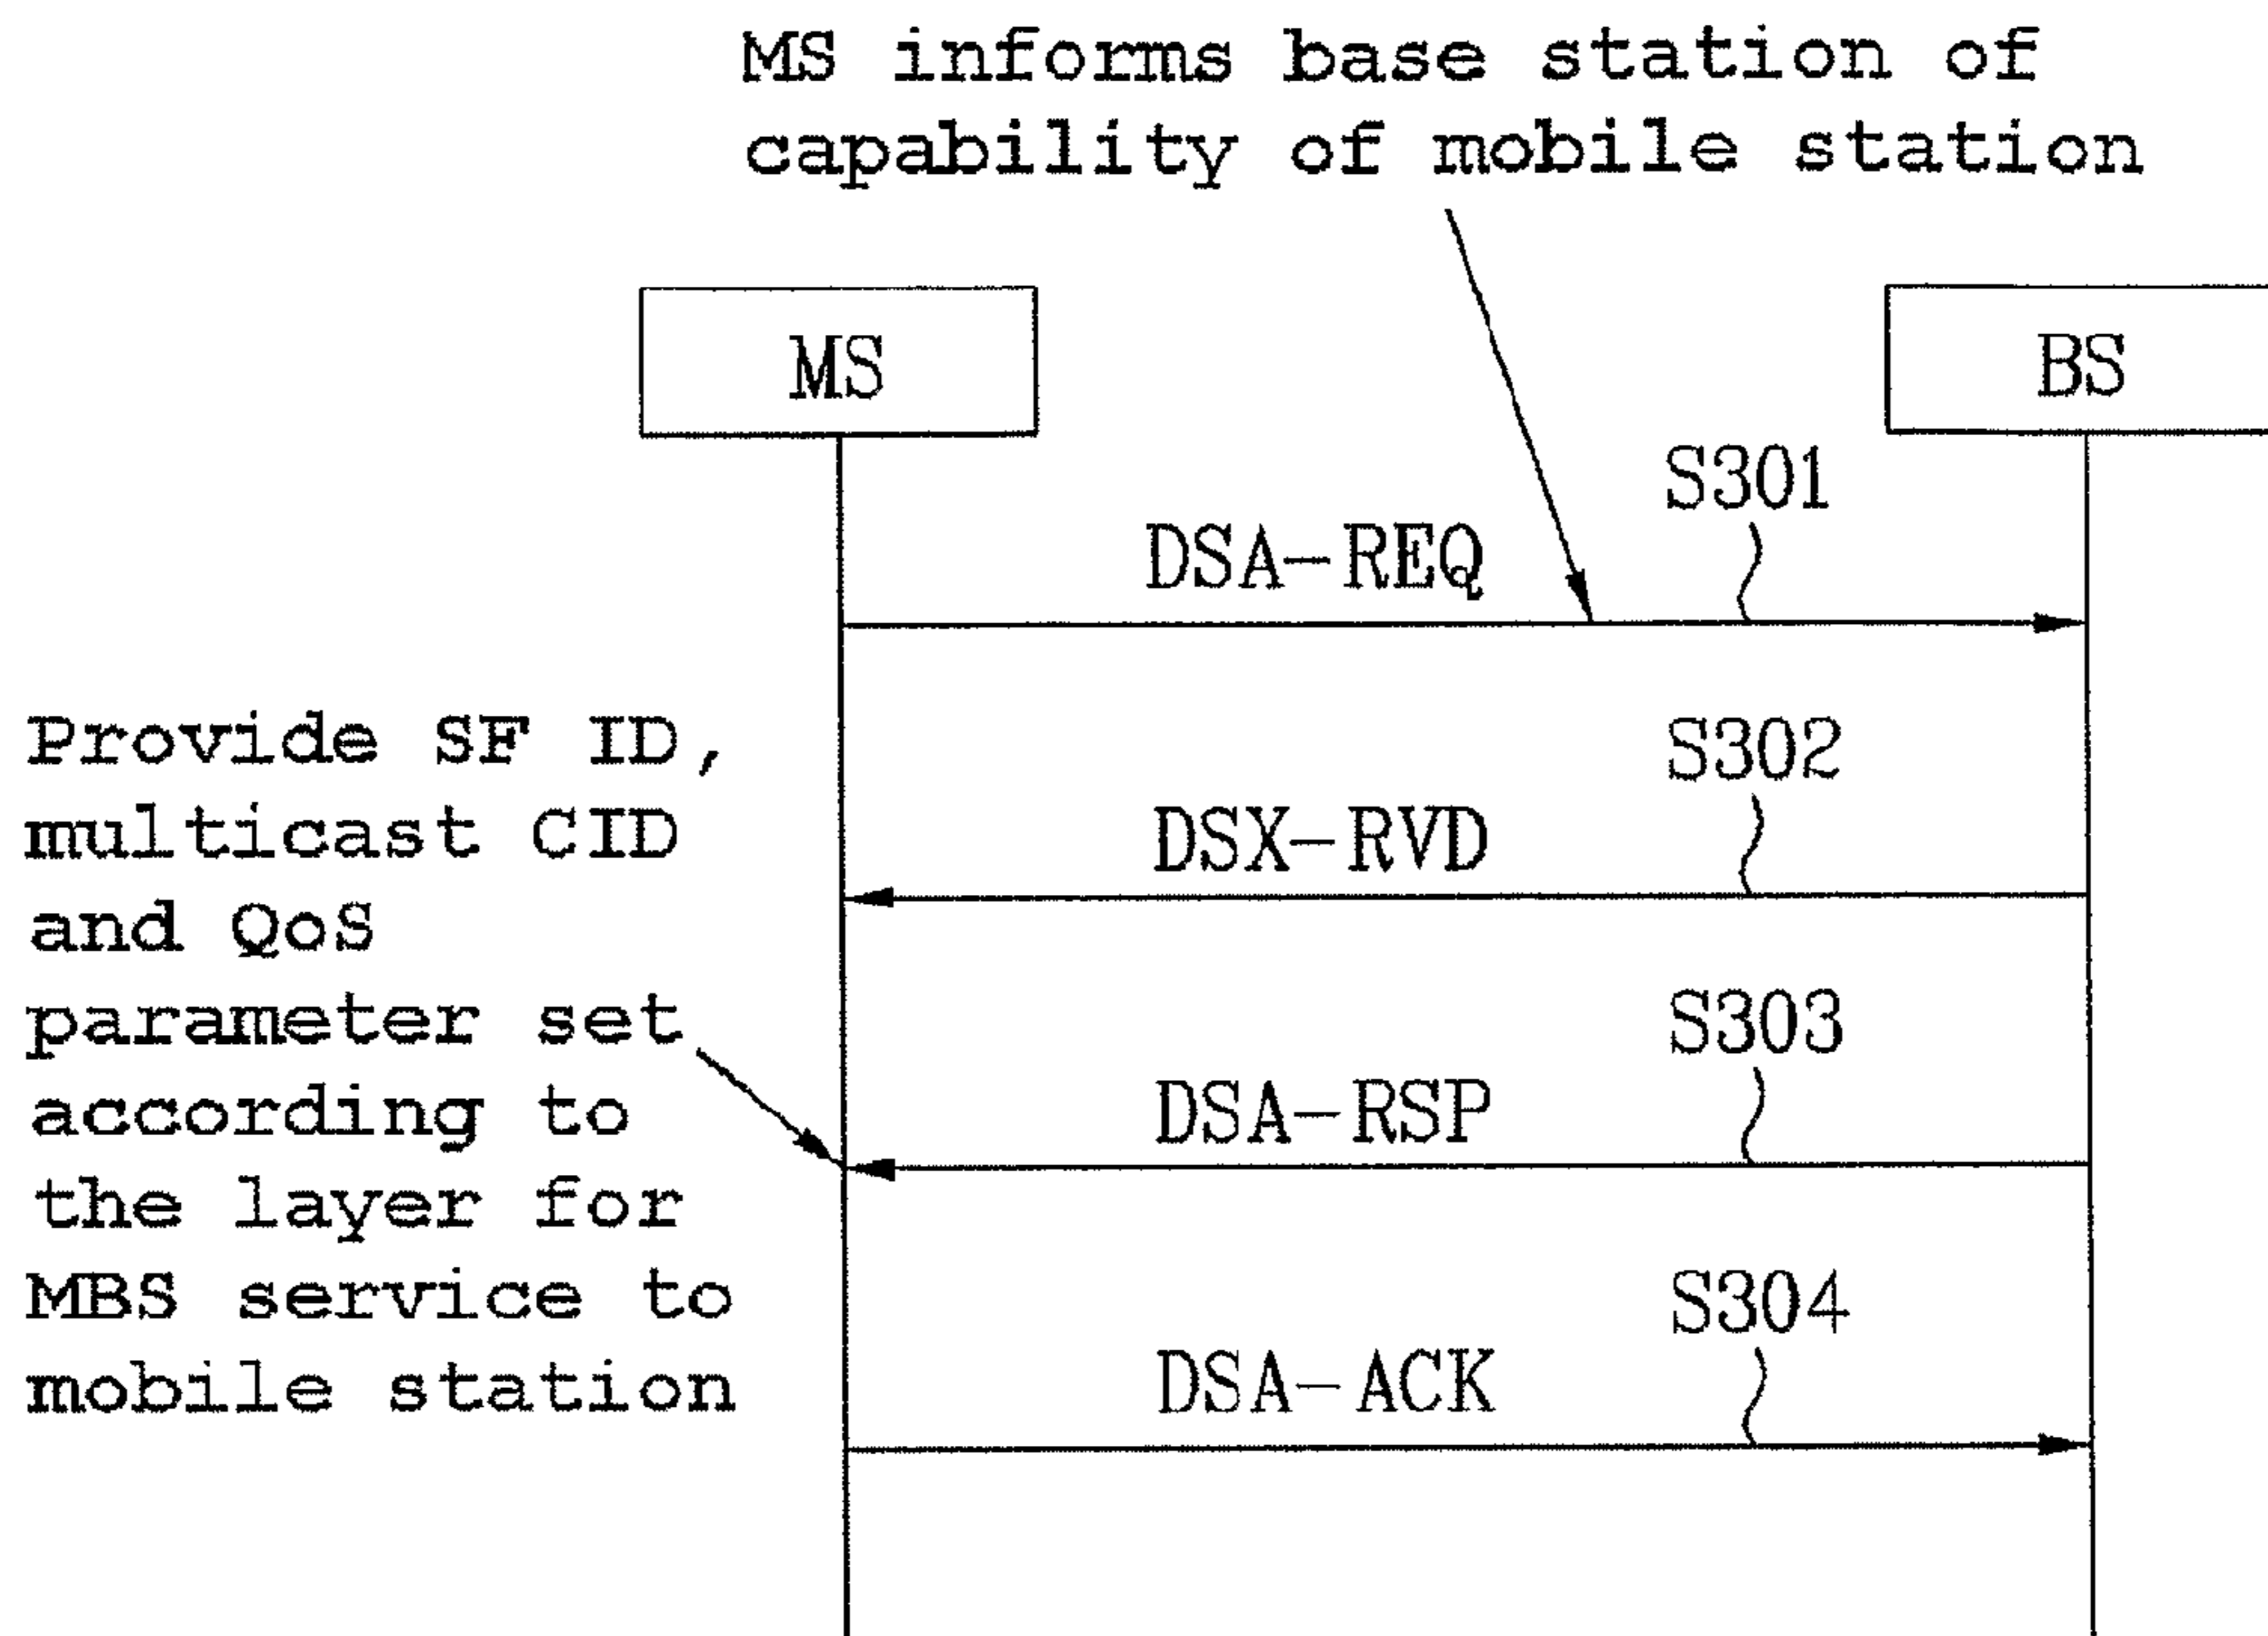 MS informs base station of
capability of mobile station
MS
BS
S301
DSA-REQ
S302
DSX-RVD
Provide SF ID,
multicast CID
and QoS
parameter set
according to
the layer for
MBS service to
mobile station
S303
DSA-RSP
S304
DSA-ACK